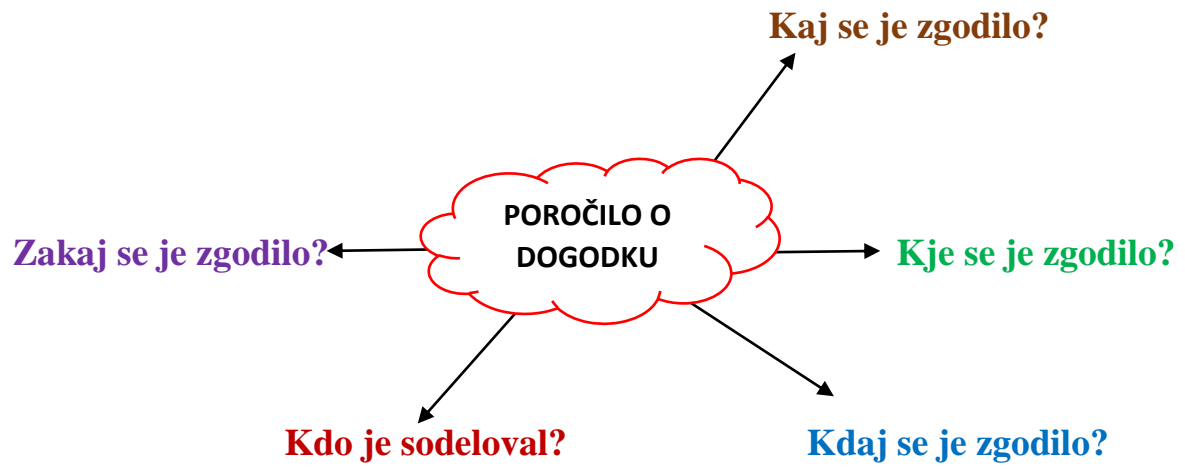 Kaj se je zgodilo?
POROČILO O
DOGODKU
Zakaj se je zgodilo?
Kje se je zgodilo?
Kdo je sodeloval?
Kdaj se je zgodilo?